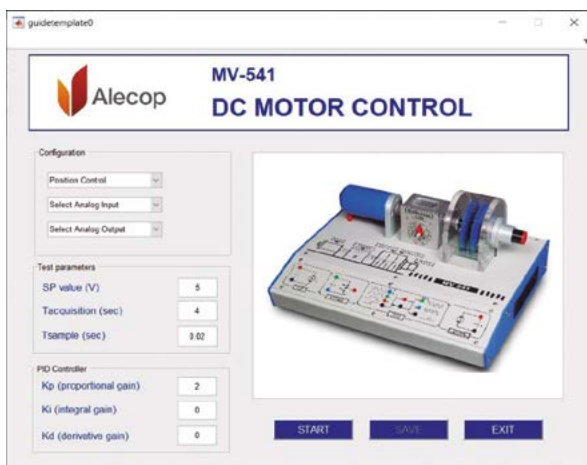 guidetemplate0
Alecop
MV-541
DC MOTOR CONTROL
Configuration
Position Control
Select Analog Input
Select Analog Output
Test parameters
SP value (V) 5
Tacquisition (sec) 4
Tsample (sec) 0.02
PID Controller
Kp (proportional gain) 2
Ki (integral gain) 0
Kd (derivative gain) 0
MV-541
START SAVE EXIT